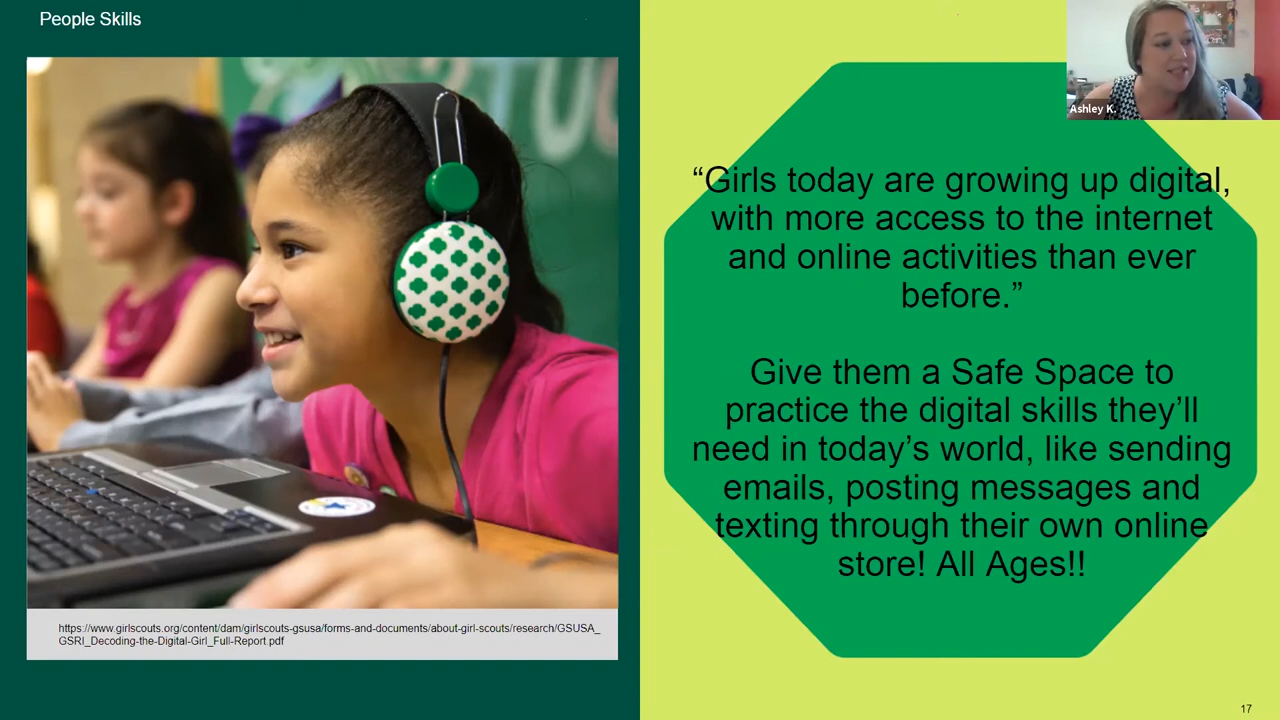 People Skills
Ashley K.
“Girls today are growing up digital,
with more access to the internet
and online activities than ever
before.”
Give them a Safe Space to
practice the digital skills they’ll
need in today’s world, like sending
emails, posting messages and
texting through their own online
store! All Ages!!
https://www.girlscouts.org/content/dam/girlscouts-gsusa/forms-and-documents/about-girl-scouts/research/GSUSA_
GSRI_Decoding-the-Digital-Girl_Full-Report.pdf
17